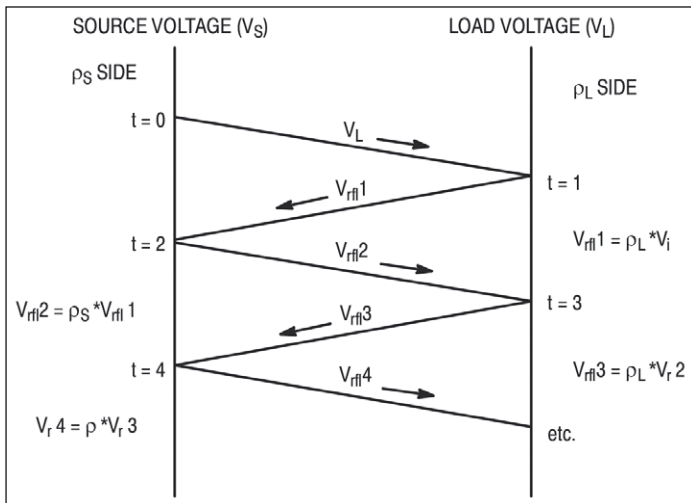 SOURCE VOLTAGE (VS)
LOAD VOLTAGE (VL)
ρS SIDE
ρL SIDE
t = 0
VL
t = 1
Vrfl1
t = 2
Vrfl1 = ρL *Vi
Vrfl2
t = 3
Vrfl2 = ρS *Vrfl 1
Vrfl3
t = 4
Vrfl3 = ρL *Vr 2
Vrfl4
Vr 4 = ρ *Vr 3
etc.